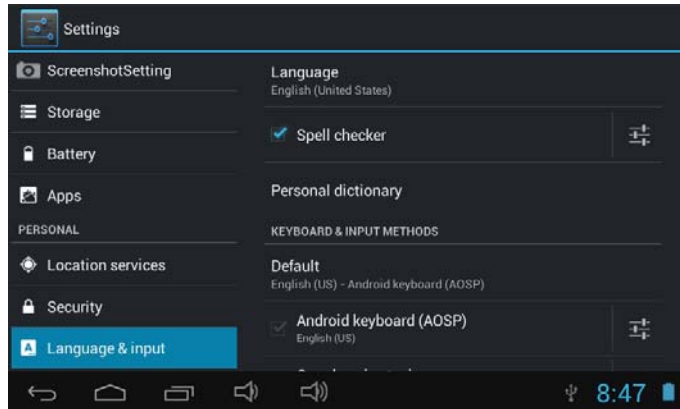 Settings
ScreenshotSetting
Storage
Battery
Apps
PERSONAL
Location services
Security
Language & input
Language
English (United States)
Spell checker
Personal dictionary
KEYBOARD & INPUT METHODS
Default
English (US) - Android keyboard (AOSP)
Android keyboard (AOSP)
English (US)
8:47